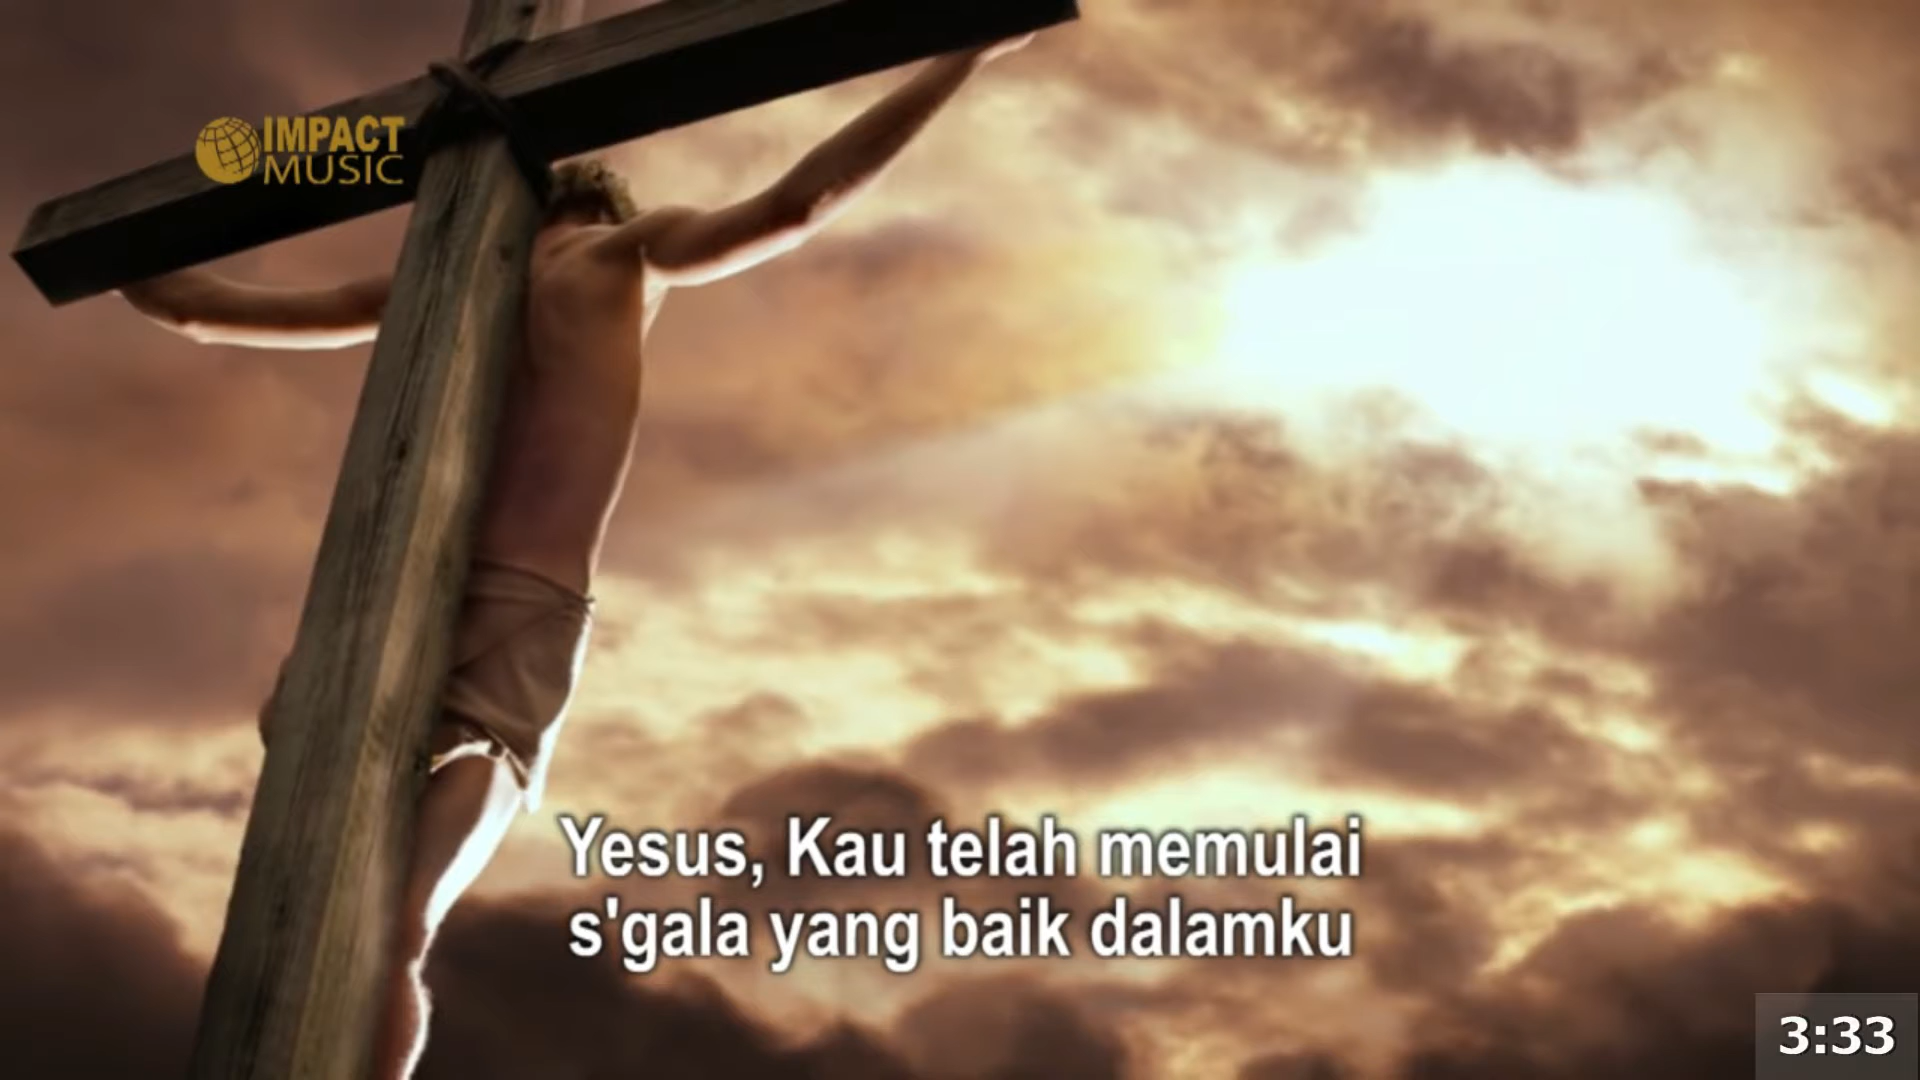 IMPACT
MUSIC
Yesus, Kau telah memulai
s'gala yang baik dalamku
3:33